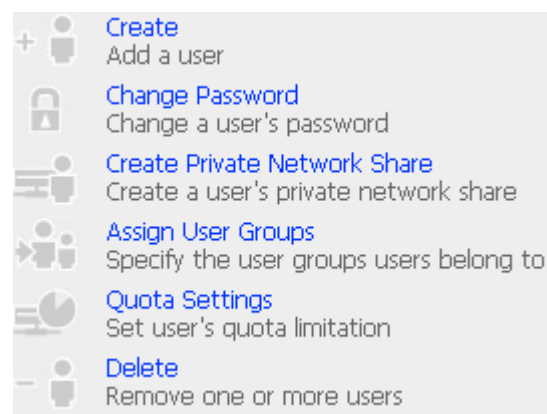 Create
Add a user
Change Password
Change a user's password
Create Private Network Share
Create a user's private network share
Assign User Groups
Specify the user groups users belong to
Quota Settings
Set user's quota limitation
Delete
Remove one or more users